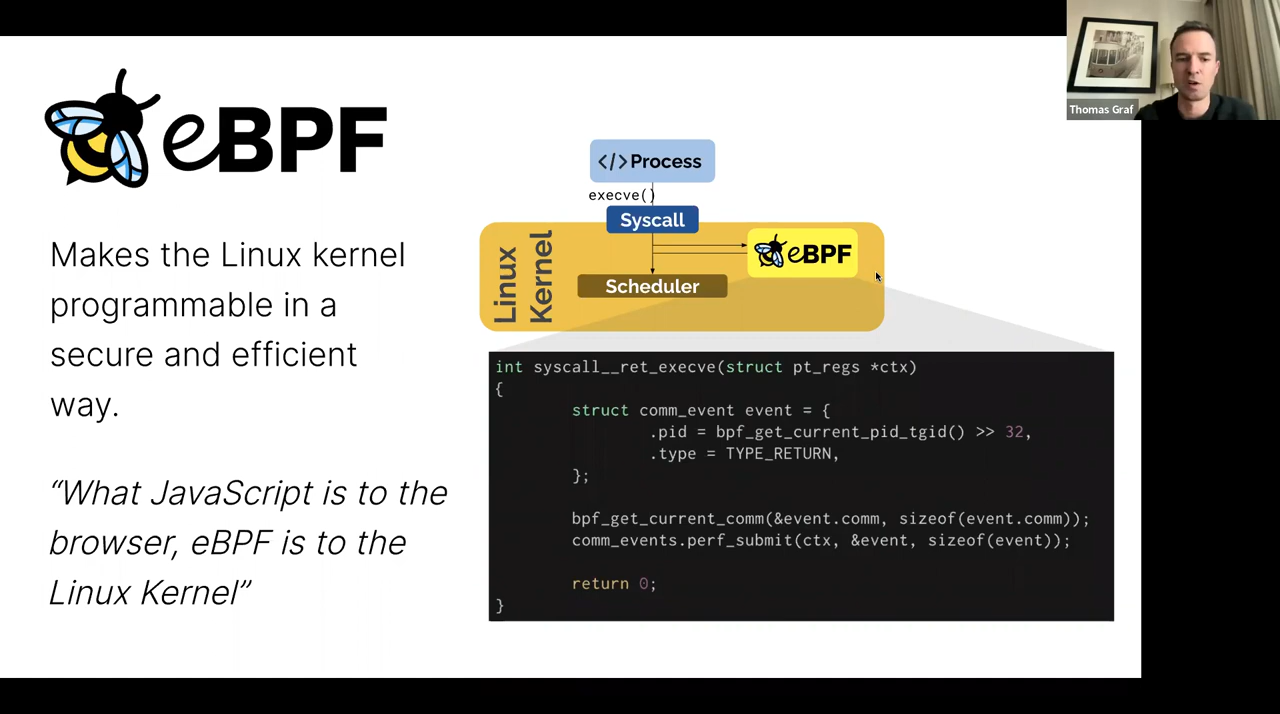 eBPF
Makes the Linux kernel
programmable in a
secure and efficient
way.
“What JavaScript is to the
browser, eBPF is to the
Linux Kernel”
</>Process
execve()
Syscall
Linux
Kernel
eBPF
Scheduler
int syscall__ret_execve(struct pt_regs *ctx)
{
struct comm_event event = {
.pid = bpf_get_current_pid_tgid() >> 32,
.type = TYPE_RETURN,
};
bpf_get_current_comm(&event.comm, sizeof(event.comm));
comm_events.perf_submit(ctx, &event, sizeof(event));
return 0;
}
Thomas Graf